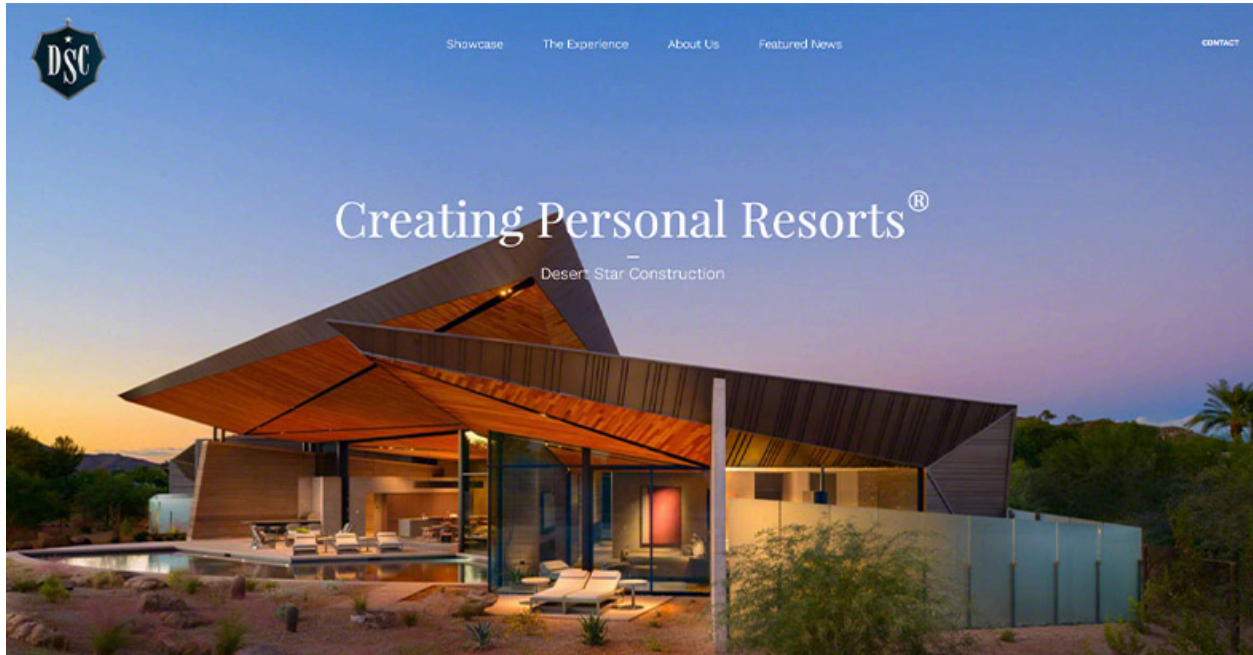 DSC
Showcase The Experience About Us Featured News CONTACT
Creating Personal Resorts®
Desert Star Construction